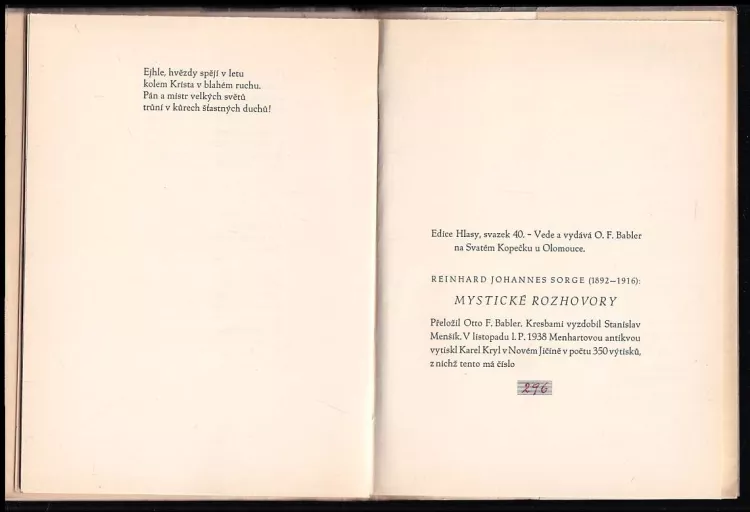 Ejhle, hvězdy spějí v letu
kolem Krista v blahém ruchu.
Pán a mistr velkých světů
trůní v kůrech šťastných duchů!
Edice Hlasy, svazek 40. – Vede a vydává O. F. Babler
na Svatém Kopečku u Olomouce.
REINHARD JOHANNES SORGE (1892–1916):
MYSTICKÉ ROZHOVORY
Přeložil Otto F. Babler. Kresbami vyzdobil Stanislav
Menšík. V listopadu l. P. 1938 Menhartovou antikvou
vytiskl Karel Kryl v Novém Jičíně v počtu 350 výtisků,
z nichž tento má číslo
296